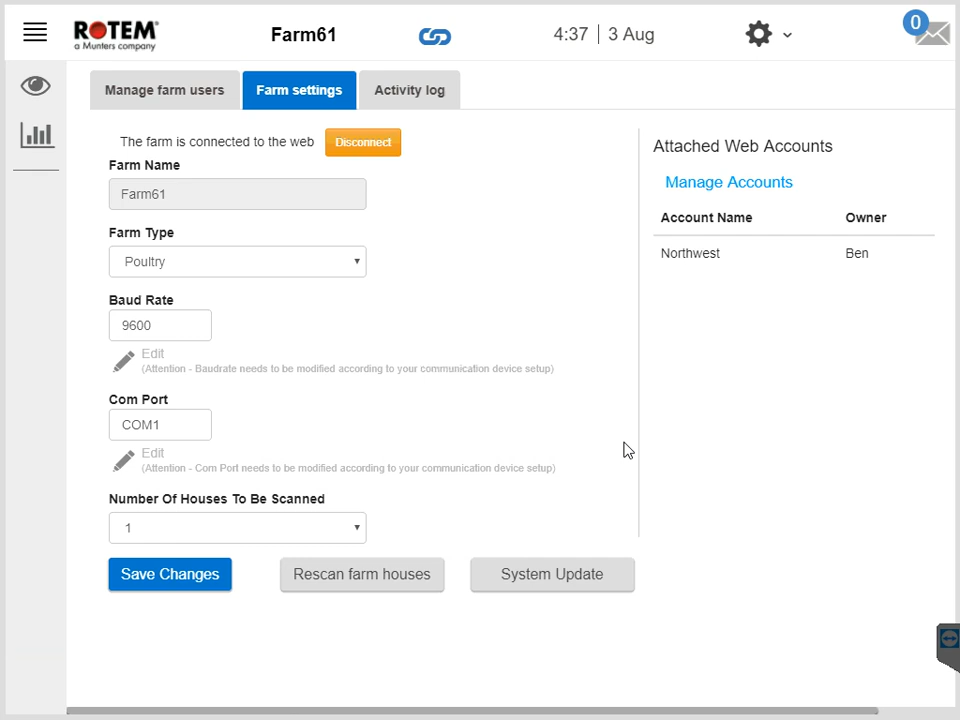 ROTEM
a Munters company
Farm61
4:37 | 3 Aug
0
Manage farm users
Farm settings
Activity log
The farm is connected to the web
Disconnect
Farm Name
Farm61
Farm Type
Poultry
Baud Rate
9600
Edit
(Attention - Baudrate needs to be modified according to your communication device setup)
Com Port
COM1
Edit
(Attention - Com Port needs to be modified according to your communication device setup)
Number Of Houses To Be Scanned
1
Save Changes
Rescan farm houses
System Update
Attached Web Accounts
Manage Accounts
Account Name Owner
Northwest Ben